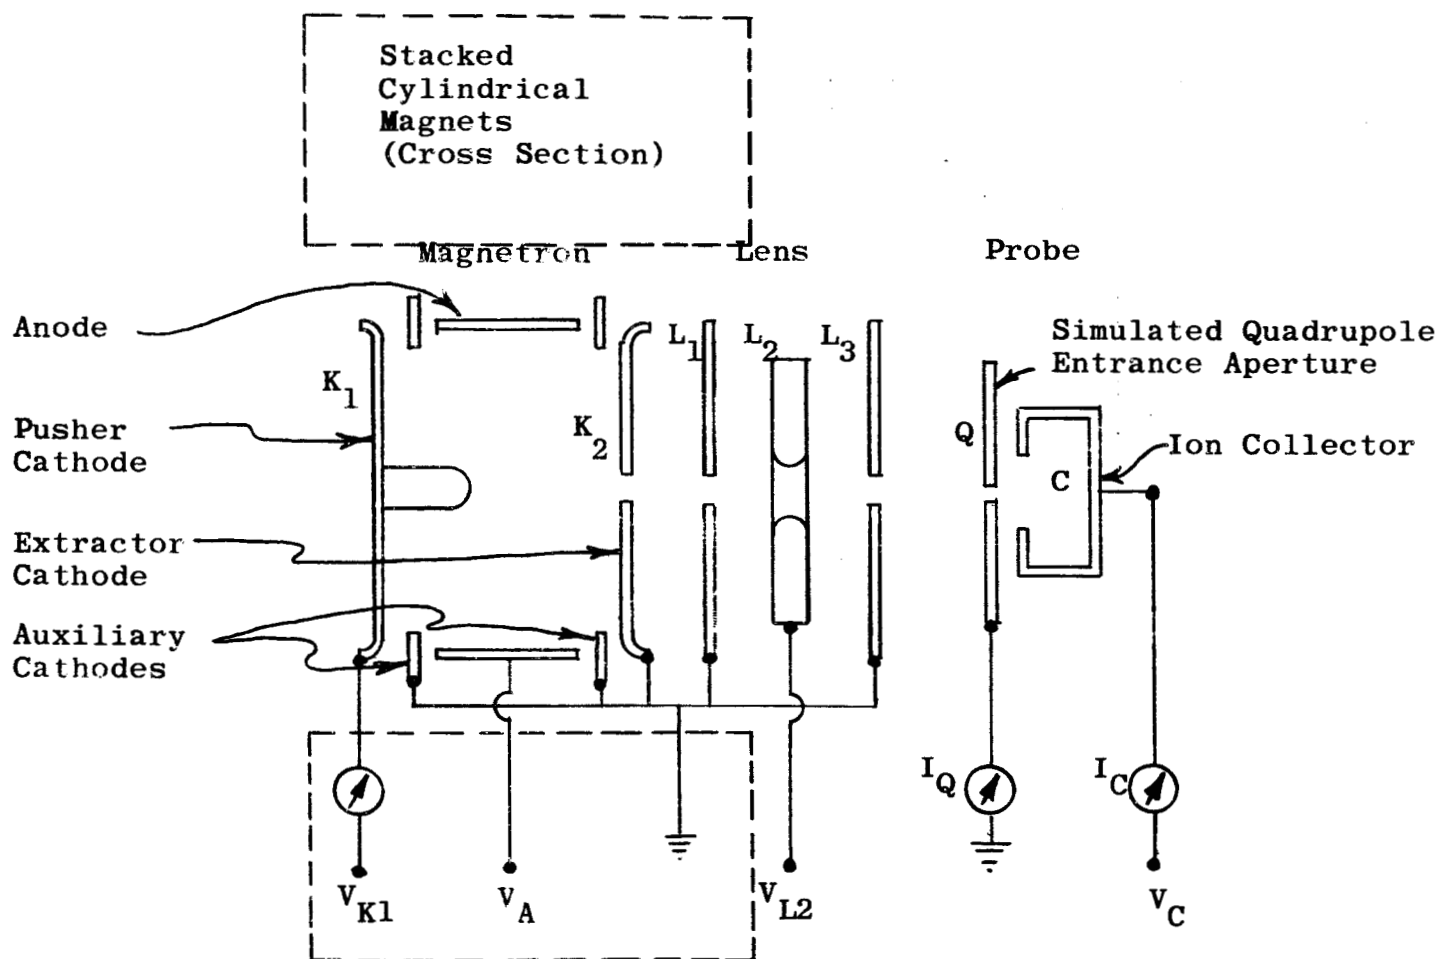 Stacked
Cylindrical
Magnets
(Cross Section)
Magnetron
Lens
Probe
Anode
L1
L2
L3
Simulated Quadrupole
Entrance Aperture
K1
Pusher
Cathode
K2
Q
Ion Collector
C
Extractor
Cathode
Auxiliary
Cathodes
IQ
IC
VK1
VA
VL2
VC